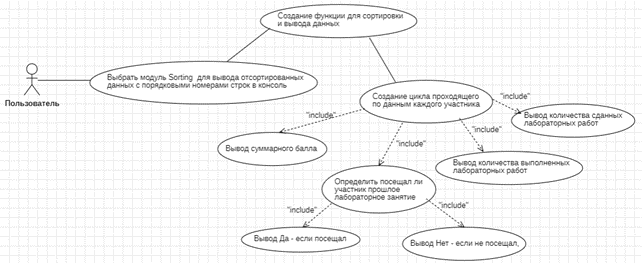 Создание функции для сортировки
и вывода данных
Выбрать модуль Sorting для вывода отсортированных
данных с порядковыми номерами строк в консоль
Пользователь
Создание цикла проходящего
по данным каждого участника
"include"
Вывод количества сданных
лабораторных работ
"include"
Вывод суммарного балла
"include"
Вывод количества выполненных
лабораторных работ
"include"
Определить посещал ли
участник прошлое
лабораторное занятие
"include"
"include"
Вывод Да - если посещал
Вывод Нет - если не посещал,